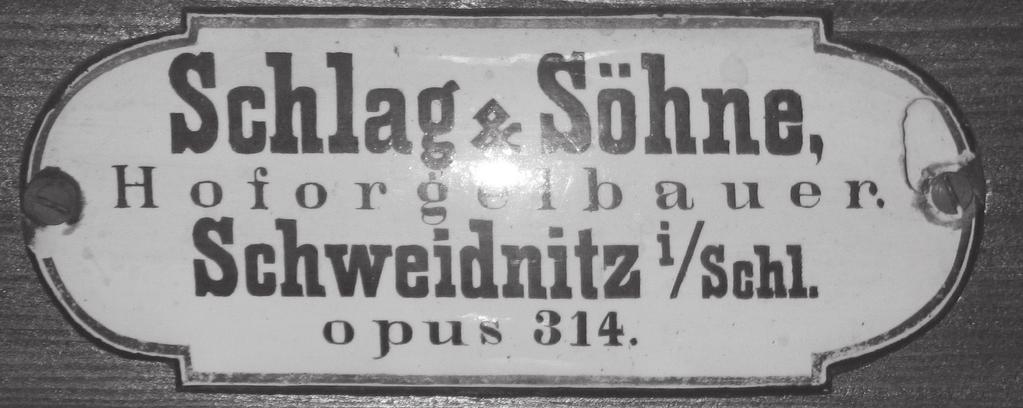 Schlag & Söhne,
Hoforgelbauer.
Schweidnitz i/Schl.
opus 314.